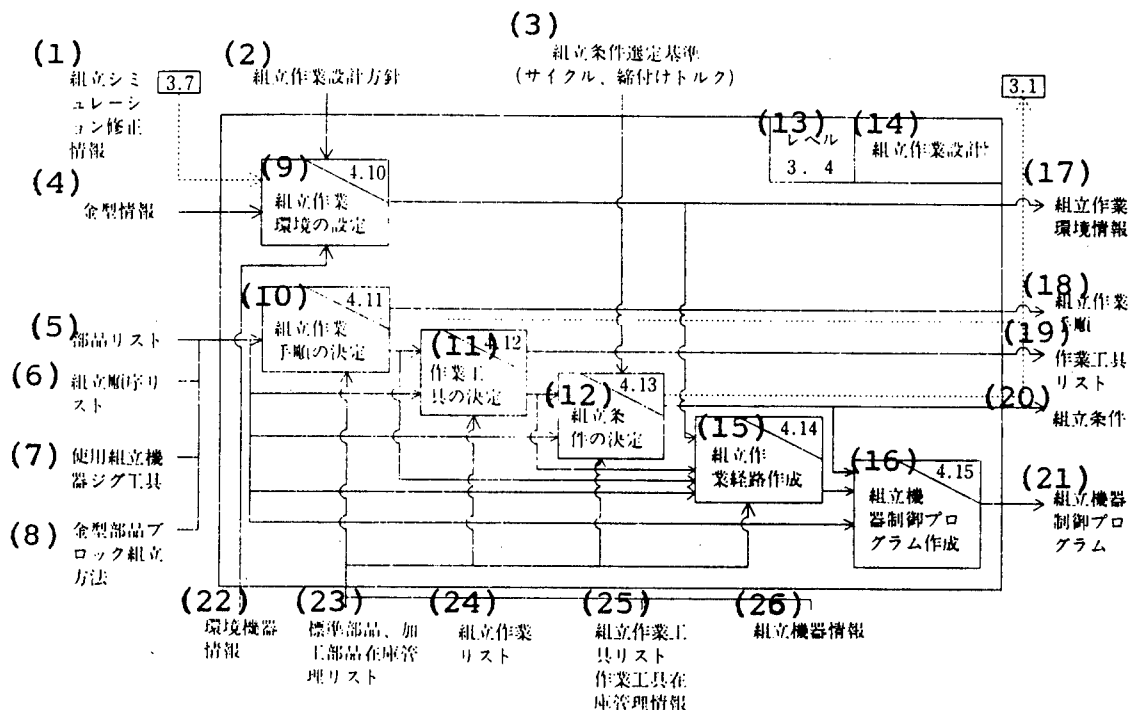 (1)
組立シミ
ュレーシ
ョン修正
情報
3.7
(2)
組立作業設計方針
(3)
組立条件選定基準
(サイクル、締付けトルク)
3.1
(13)
レベル
3.4
(14)
組立作業設計
(4)
金型情報
(9)
4.10
組立作業
環境の設定
(17)
組立作業
環境情報
(10)
4.11
組立作業
手順の決定
(18)
組立作業
手順
(5)
部品リスト
(11)
4.12
作業工
具の決定
(19)
作業工具
リスト
(6)
組立順序リ
スト
(12)
4.13
組立条
件の決定
(20)
組立条件
(7)
使用組立機
器ジグ工具
(15)
4.14
組立作
業経路作成
(16)
4.15
組立機
器制御プロ
グラム作成
(21)
組立機器
制御プロ
グラム
(8)
金型部品ブ
ロック組立
方法
(22)
環境機器
情報
(23)
標準部品、加
工部品在庫管
理リスト
(24)
組立作業
リスト
(25)
組立作業工
具リスト
作業工具在
庫管理情報
(26)
組立機器情報